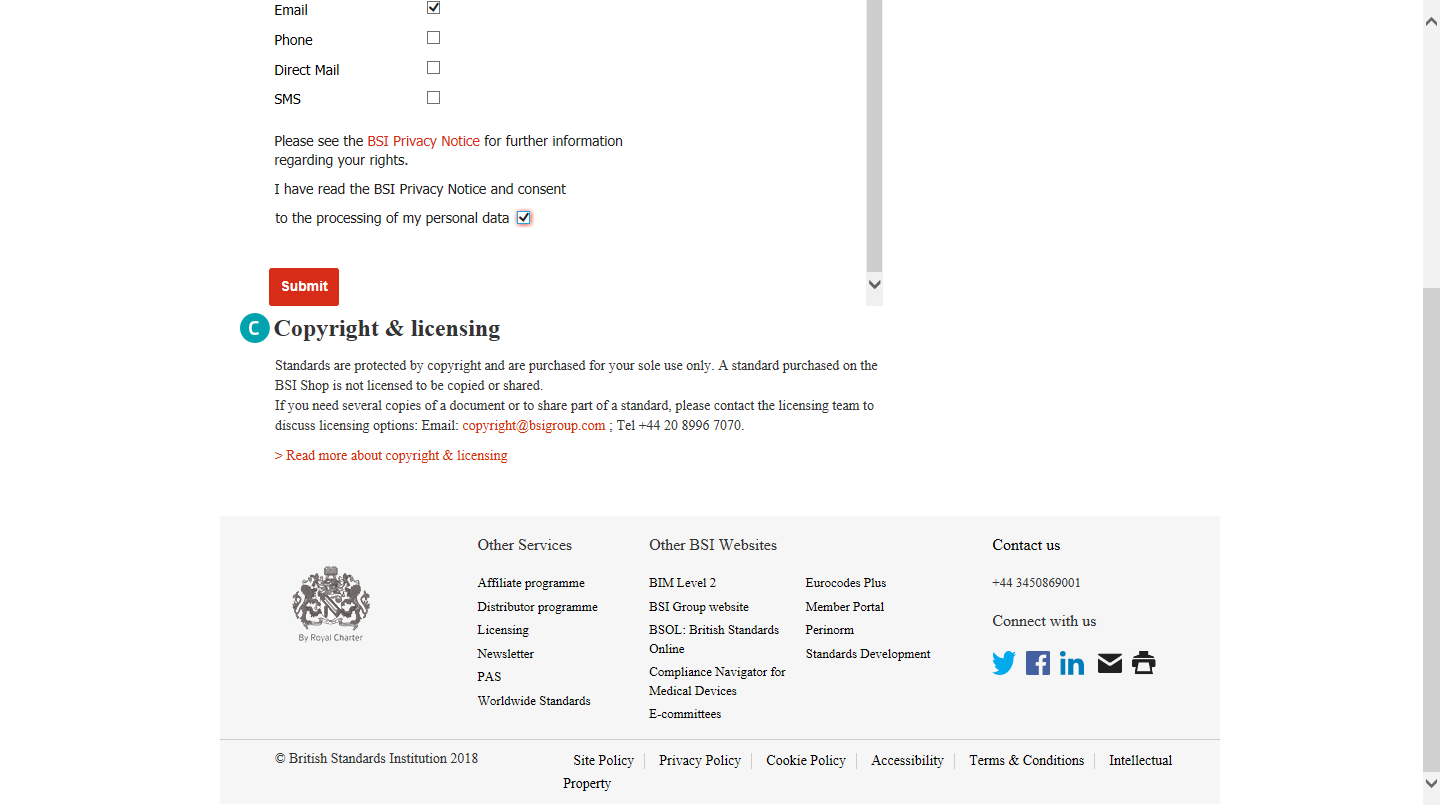 Email
Phone
Direct Mail
SMS
Please see the BSI Privacy Notice for further information
regarding your rights.
I have read the BSI Privacy Notice and consent
to the processing of my personal data
Submit
C Copyright & licensing
Standards are protected by copyright and are purchased for your sole use only. A standard purchased on the
BSI Shop is not licensed to be copied or shared.
If you need several copies of a document or to share part of a standard, please contact the licensing team to
discuss licensing options: Email: copyright@bsigroup.com ; Tel +44 20 8996 7070.
> Read more about copyright & licensing
By Royal Charter
Other Services
Affiliate programme
Distributor programme
Licensing
Newsletter
PAS
Worldwide Standards
Other BSI Websites
BIM Level 2
BSI Group website
BSOL: British Standards
Online
Compliance Navigator for
Medical Devices
E-committees
Eurocodes Plus
Member Portal
Perinorm
Standards Development
Contact us
+44 3450869001
Connect with us
© British Standards Institution 2018
Site Policy Privacy Policy Cookie Policy Accessibility Terms & Conditions Intellectual
Property